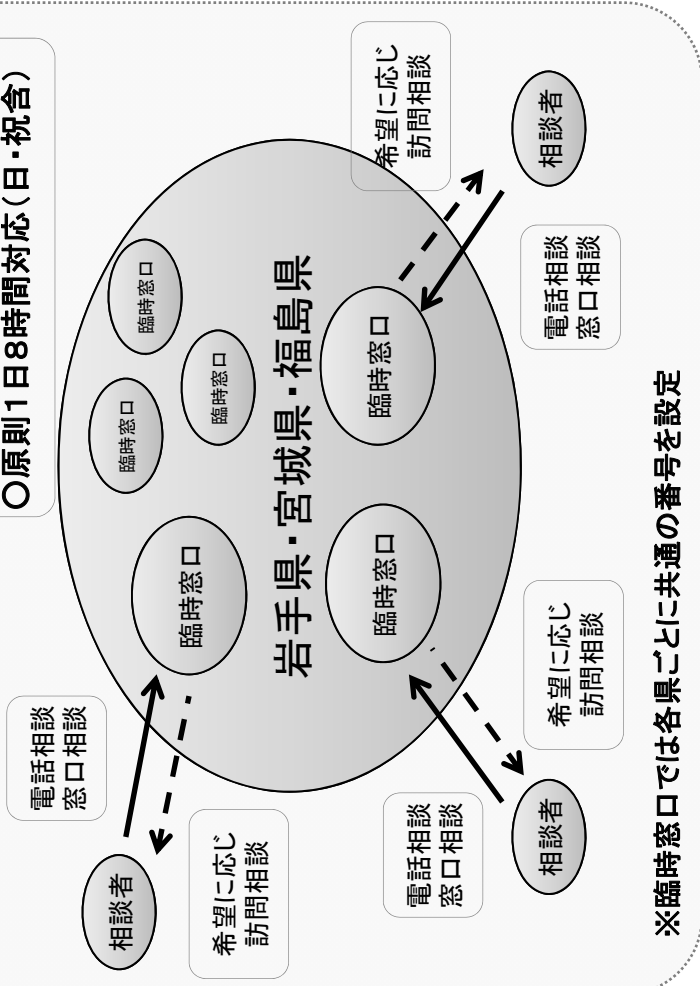 〇原則１日８時間対応（日・祝含）
電話相談
窓口相談
相談者
希望に応じ
訪問相談
臨時窓口
臨時窓口
臨時窓口
臨時窓口
岩手県・宮城県・福島県
臨時窓口
臨時窓口
希望に応じ
訪問相談
電話相談
窓口相談
相談者
相談者
希望に応じ
訪問相談
電話相談
窓口相談
※臨時窓口では各県ごとに共通の番号を設定